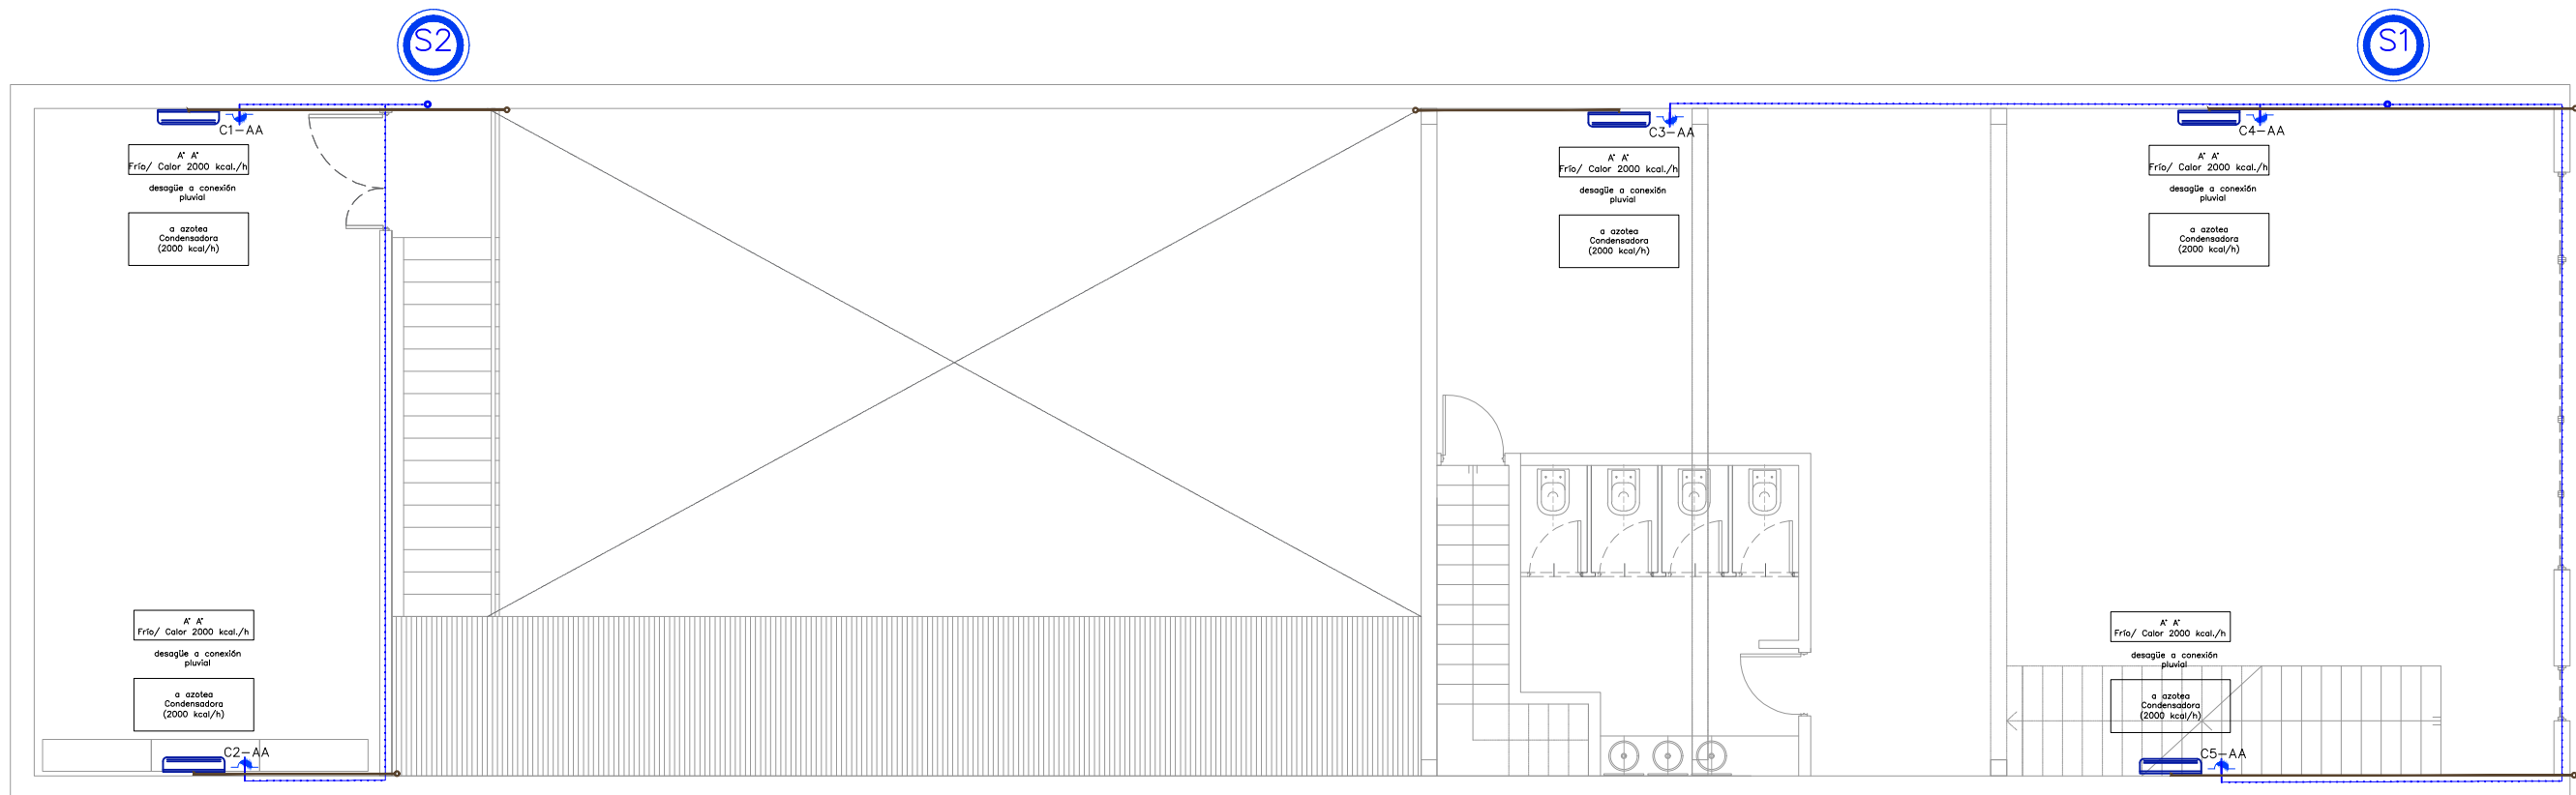 S2
S1
C1-AA
A° A°
Frío/ Calor 2000 kcal./h
desagüe a conexión
pluvial
a azotea
Condensadora
(2000 kcal/h)
C3-AA
A° A°
Frío/ Calor 2000 kcal./h
desagüe a conexión
pluvial
a azotea
Condensadora
(2000 kcal/h)
C4-AA
A° A°
Frío/ Calor 2000 kcal./h
desagüe a conexión
pluvial
a azotea
Condensadora
(2000 kcal/h)
A° A°
Frío/ Calor 2000 kcal./h
desagüe a conexión
pluvial
a azotea
Condensadora
(2000 kcal/h)
C2-AA
A° A°
Frío/ Calor 2000 kcal./h
desagüe a conexión
pluvial
a azotea
Condensadora
(2000 kcal/h)
C5-AA